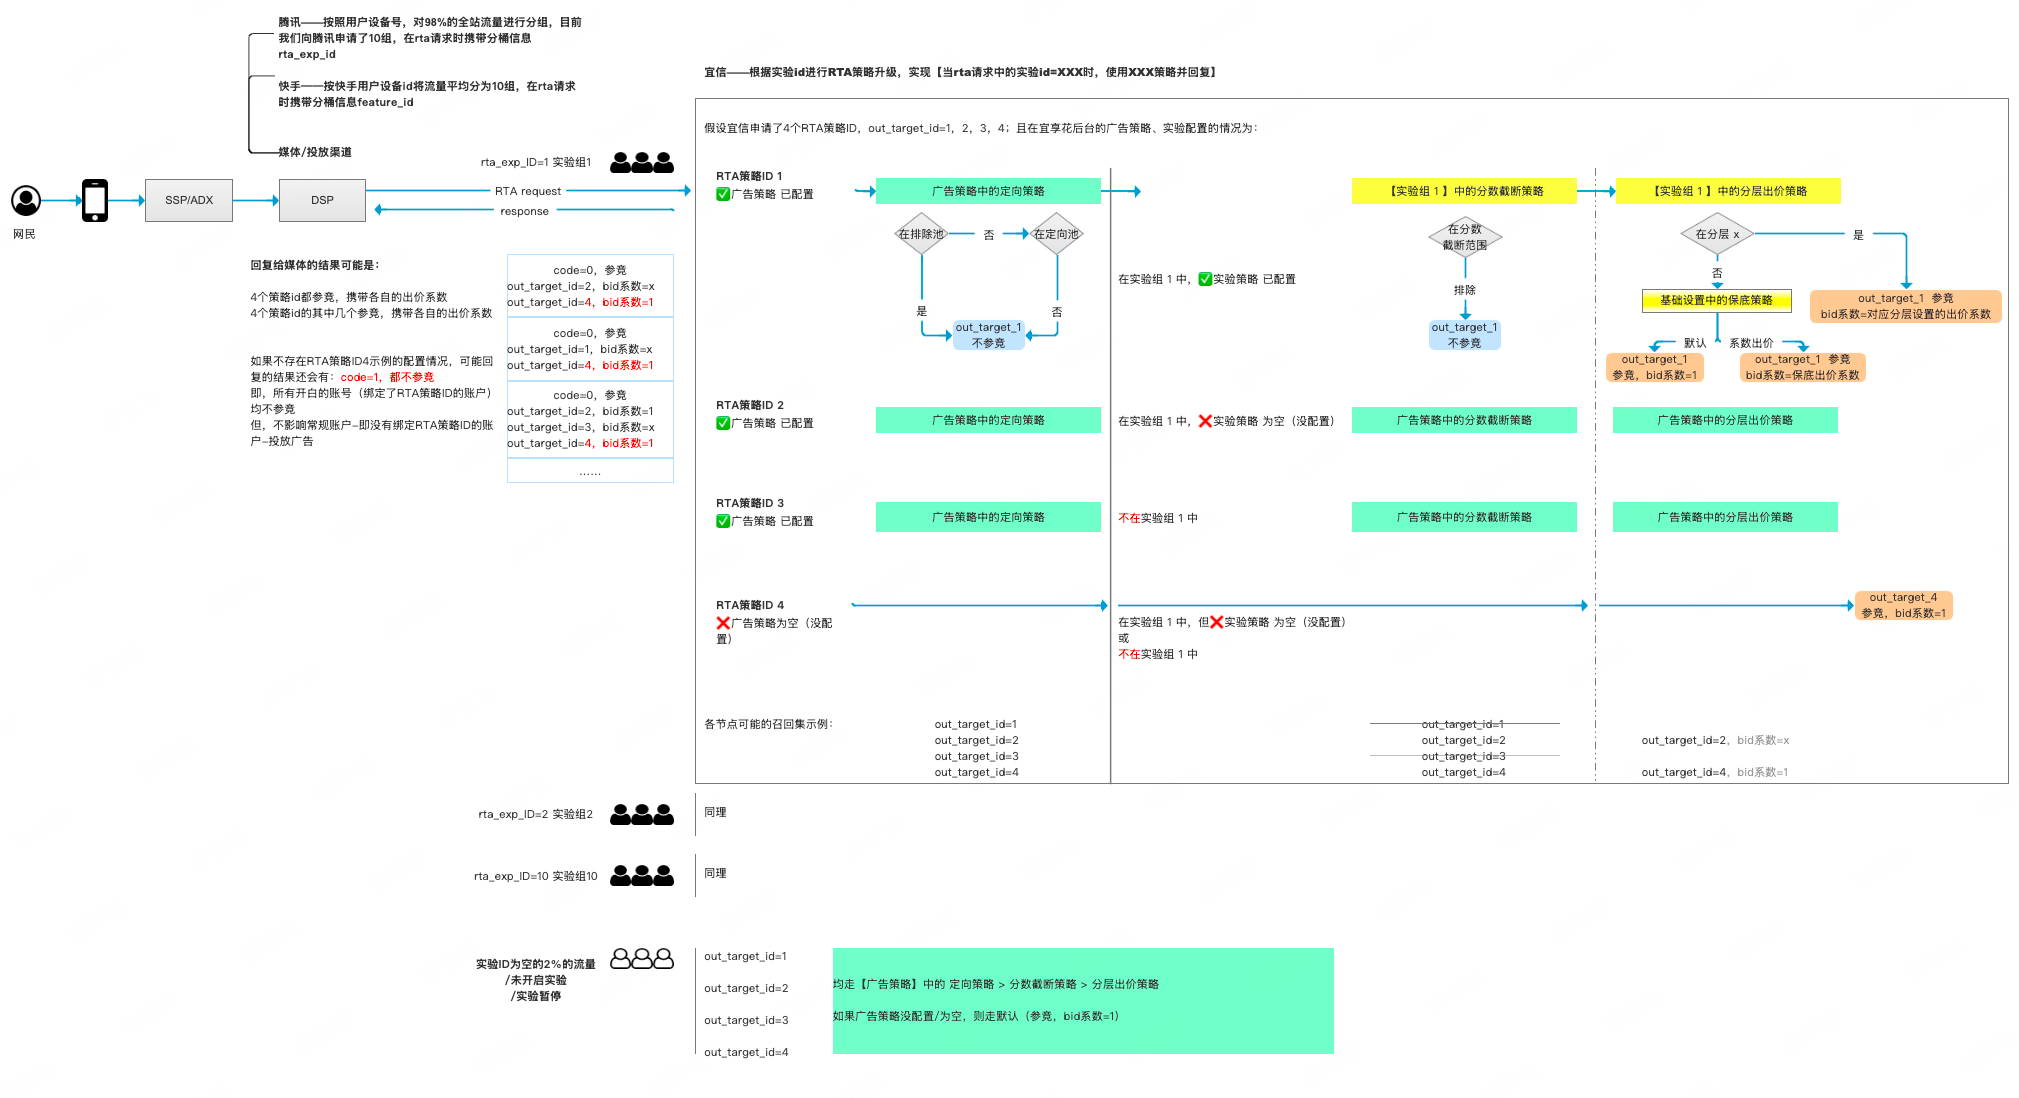 腾讯——按照用户设备号，对98%的全站流量进行分组，目前
我们向腾讯申请了10组，在rta请求时携带分桶信息
rta_exp_id
快手——按快手用户设备id将流量平均分为10组，在rta请求
时携带分桶信息feature_id
媒体/投放渠道
宜信——根据实验id进行RTA策略升级，实现【当rta请求中的实验id=XXX时，使用XXX策略并回复】
假设宜信申请了4个RTA策略ID，out_target_id=1，2，3，4；且在宜享花后台的广告策略、实验配置的情况为：
网民
SSP/ADX
DSP
rta_exp_ID=1 实验组1
RTA request
response
回复给媒体的结果可能是：
4个策略id都参竞，携带各自的出价系数
4个策略id的其中几个参竞，携带各自的出价系数
如果不存在RTA策略ID4示例的配置情况，可能回
复的结果还会有：code=1，都不参竞
即，所有开白的账号（绑定了RTA策略ID的账户）
均不参竞
但，不影响常规账户-即没有绑定RTA策略ID的账
户-投放广告
code=0，参竞
out_target_id=2，bid系数=x
out_target_id=4，bid系数=1
code=0，参竞
out_target_id=1，bid系数=x
out_target_id=4，bid系数=1
code=0，参竞
out_target_id=2，bid系数=1
out_target_id=3，bid系数=x
out_target_id=4，bid系数=1
……
RTA策略ID 1
✅广告策略 已配置
广告策略中的定向策略
在排除池
否
在定向池
是
否
out_target_1
不参竞
在实验组 1 中，✅实验策略 已配置
【实验组 1 】中的分数截断策略
在分数
截断范围
排除
out_target_1
不参竞
【实验组 1 】中的分层出价策略
在分层 x
是
否
基础设置中的保底策略
out_target_1 参竞
bid系数=对应分层设置的出价系数
默认
系数出价
out_target_1
参竞，bid系数=1
out_target_1 参竞
bid系数=保底出价系数
RTA策略ID 2
✅广告策略 已配置
广告策略中的定向策略
在实验组 1 中，❌实验策略 为空（没配置）
广告策略中的分数截断策略
广告策略中的分层出价策略
RTA策略ID 3
✅广告策略 已配置
广告策略中的定向策略
不在实验组 1 中
广告策略中的分数截断策略
广告策略中的分层出价策略
RTA策略ID 4
❌广告策略为空（没配
置）
在实验组 1 中，但❌实验策略 为空（没配置）
或
不在实验组 1 中
out_target_4
参竞，bid系数=1
各节点可能的召回集示例：
out_target_id=1
out_target_id=2
out_target_id=3
out_target_id=4
out_target_id=1
out_target_id=2
out_target_id=3
out_target_id=4
out_target_id=2，bid系数=x
out_target_id=4，bid系数=1
rta_exp_ID=2 实验组2
同理
rta_exp_ID=10 实验组10
同理
实验ID为空的2%的流量
/未开启实验
/实验暂停
out_target_id=1
out_target_id=2
out_target_id=3
out_target_id=4
均走【广告策略】中的 定向策略 > 分数截断策略 > 分层出价策略
如果广告策略没配置/为空，则走默认（参竞，bid系数=1）